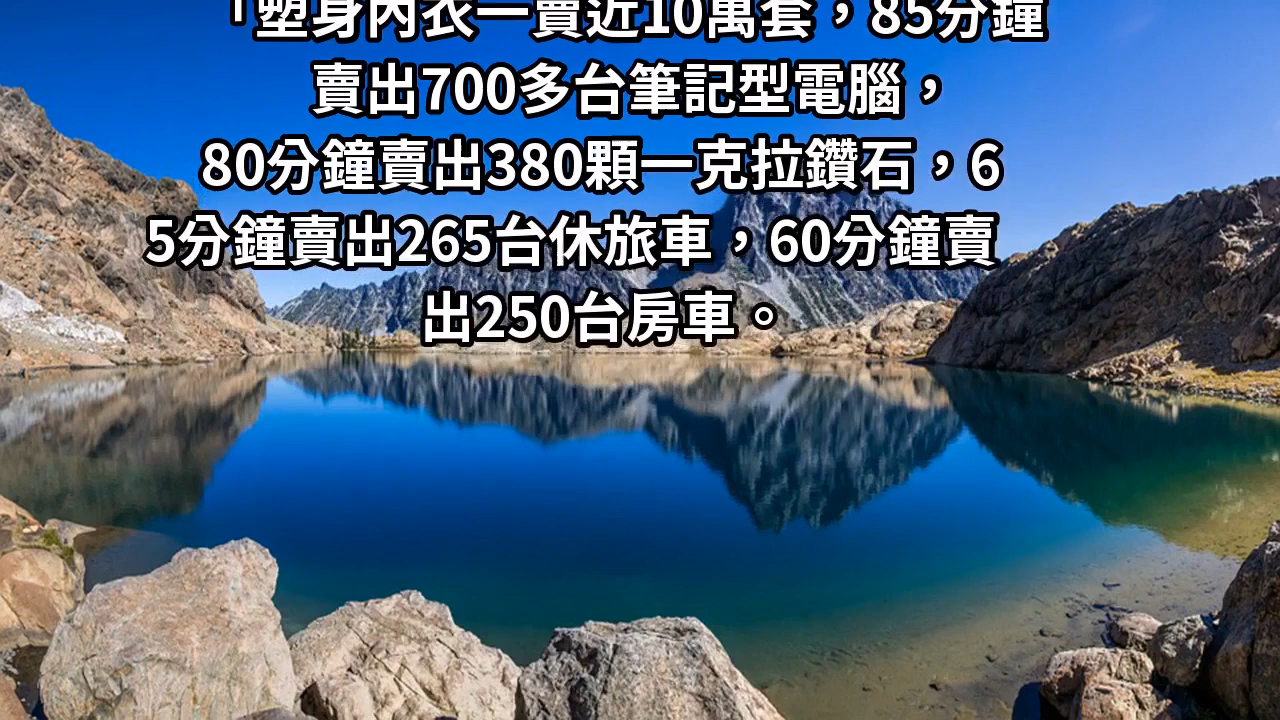 「塑身內衣一賣近10萬套，85分鐘
賣出700多台筆記型電腦，
80分鐘賣出380顆一克拉鑽石，6
5分鐘賣出265台休旅車，60分鐘賣
出250台房車。